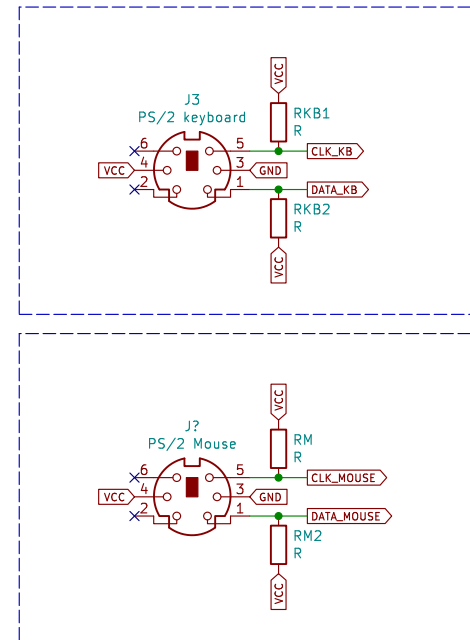 VCC
J3
PS/2 keyboard
RKB1
R
6
5
CLK_KB
VCC
4
3
GND
2
1
DATA_KB
RKB2
R
VCC
VCC
J?
PS/2 Mouse
RM
R
6
5
CLK_MOUSE
VCC
4
3
GND
2
1
DATA_MOUSE
RM2
R
VCC